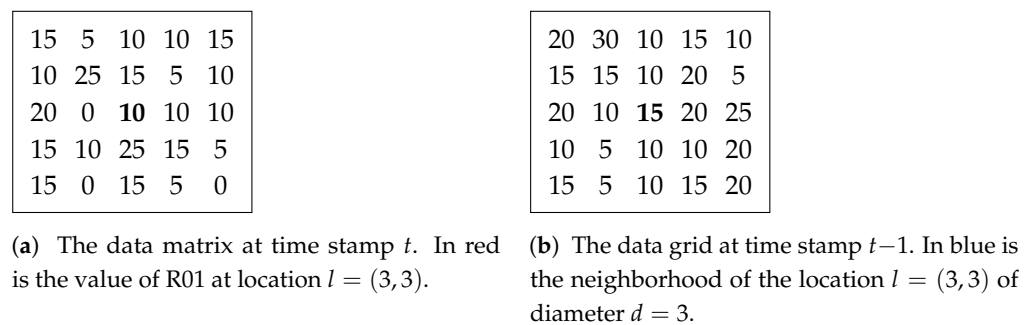 15 5 10 10 15
10 25 15 5 10
20 0 10 10 10
15 10 25 15 5
15 0 15 5 0
(a) The data matrix at time stamp t. In red
is the value of R01 at location l = (3, 3).
20 30 10 15 10
15 15 10 20 5
20 10 15 20 25
10 5 10 10 20
15 5 10 15 20
(b) The data grid at time stamp t−1. In blue is
the neighborhood of the location l = (3, 3) of
diameter d = 3.